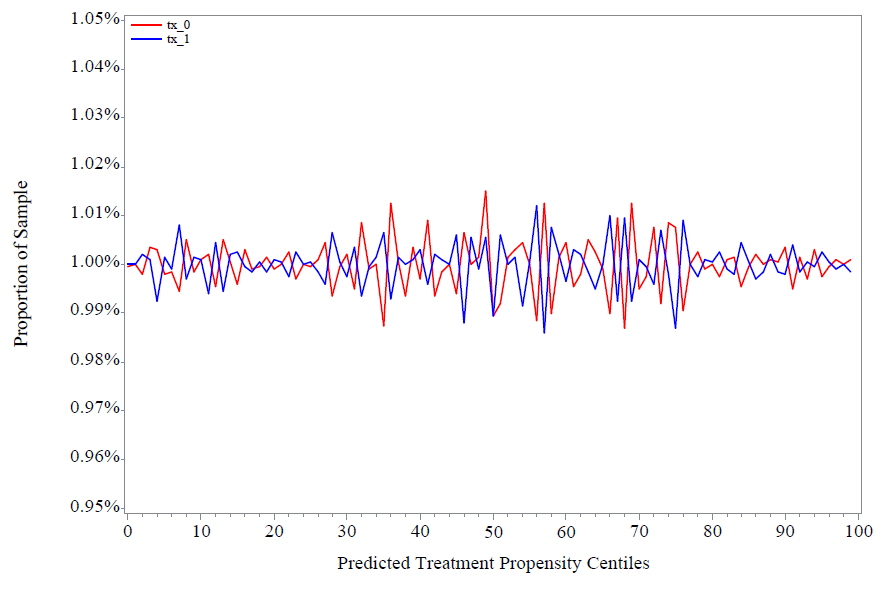 1.05%
tx_0
tx_1
1.04%
1.03%
1.02%
1.01%
1.00%
0.99%
0.98%
0.97%
0.96%
0.95%
Proportion of Sample
0 10 20 30 40 50 60 70 80 90 100
Predicted Treatment Propensity Centiles